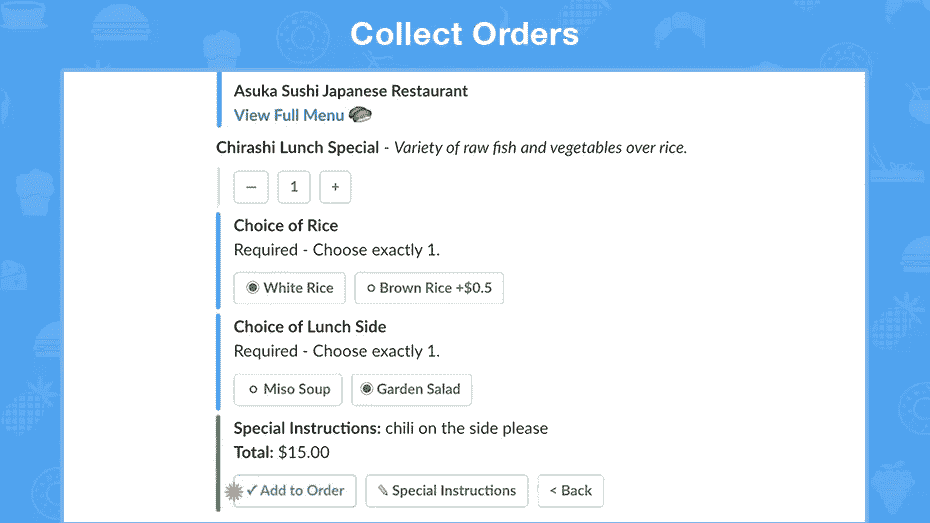 Collect Orders
Asuka Sushi Japanese Restaurant
View Full Menu
Chirashi Lunch Special - Variety of raw fish and vegetables over rice.
— 1 +
Choice of Rice
Required - Choose exactly 1.
White Rice Brown Rice +$0.5
Choice of Lunch Side
Required - Choose exactly 1.
Miso Soup Garden Salad
Special Instructions: chili on the side please
Total: $15.00
✓ Add to Order ✎ Special Instructions < Back